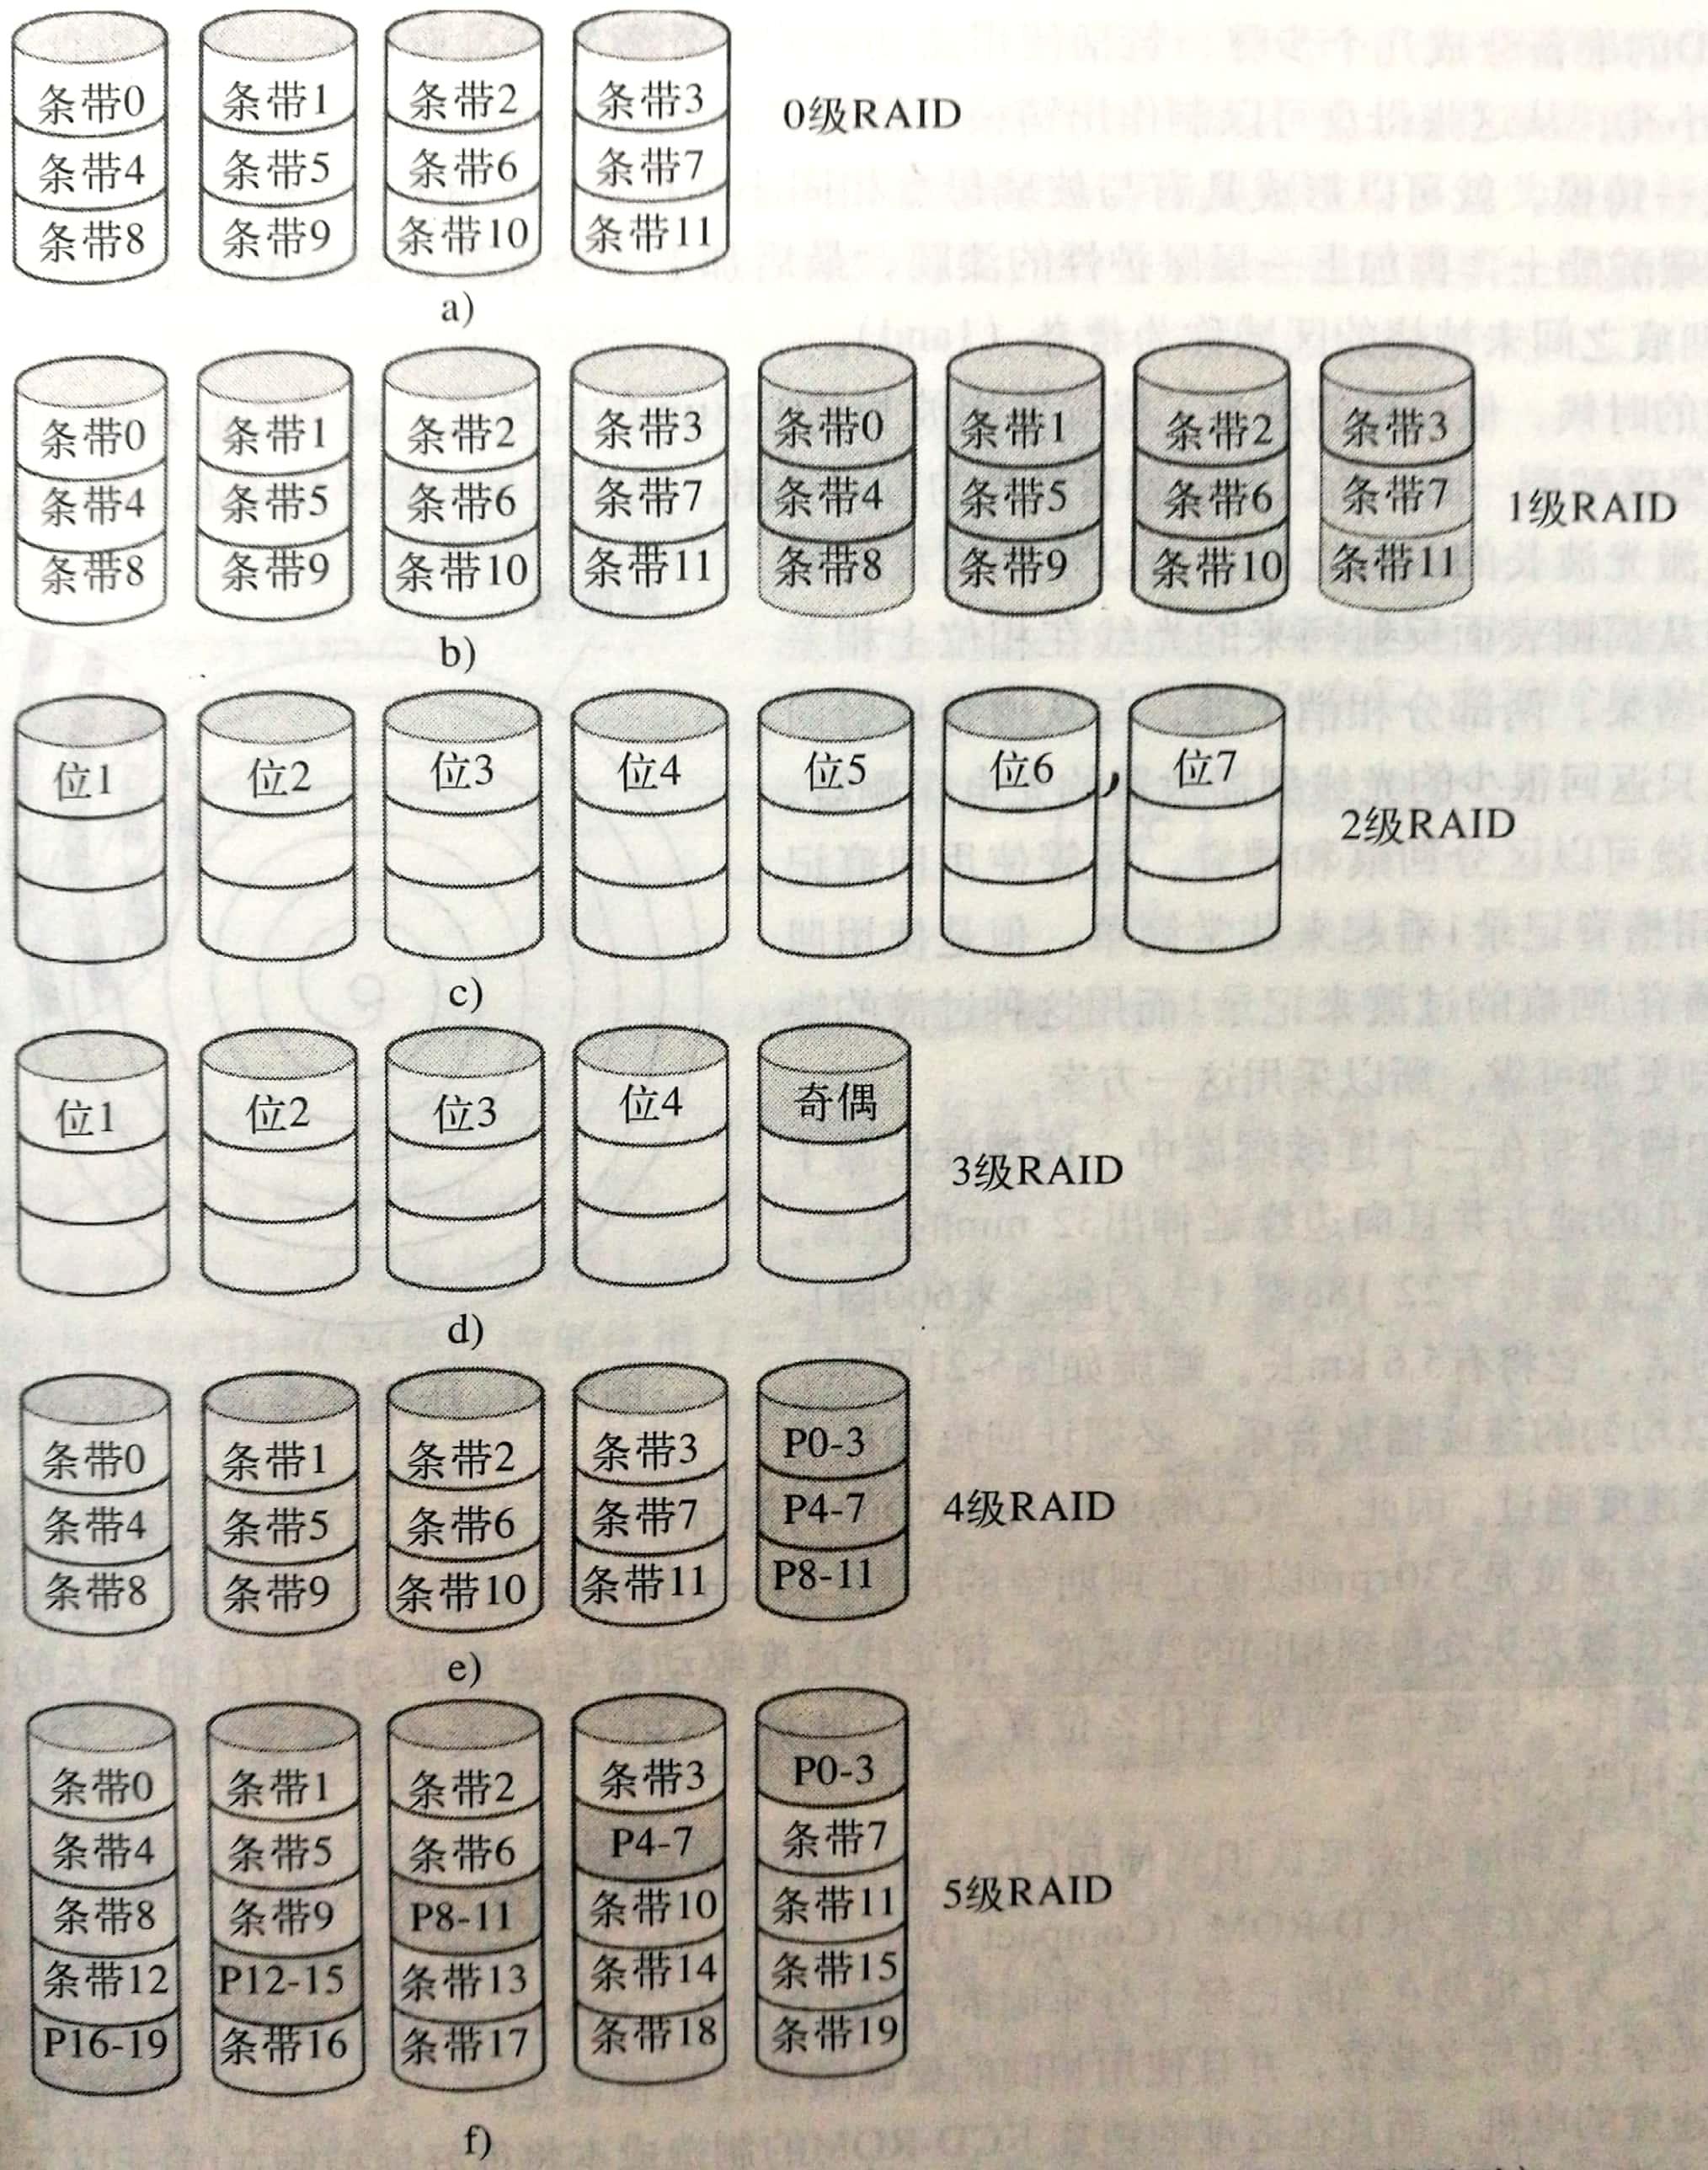 条带0 条带1 条带2 条带3 0级RAID
条带4 条带5 条带6 条带7
条带8 条带9 条带10 条带11
a)
条带0 条带1 条带2 条带3 条带0 条带1 条带2 条带3
条带4 条带5 条带6 条带7 条带4 条带5 条带6 条带7 1级RAID
条带8 条带9 条带10 条带11 条带8 条带9 条带10 条带11
b)
位1 位2 位3 位4 位5 位6 位7
2级RAID
c)
位1 位2 位3 位4 奇偶
3级RAID
d)
条带0 条带1 条带2 条带3 P0-3
条带4 条带5 条带6 条带7 P4-7 4级RAID
条带8 条带9 条带10 条带11 P8-11
e)
条带0 条带1 条带2 条带3 P0-3
条带4 条带5 条带6 P4-7 条带7
条带8 条带9 P8-11 条带10 条带11 5级RAID
条带12 P12-15 条带13 条带14 条带15
P16-19 条带16 条带17 条带18 条带19
f)